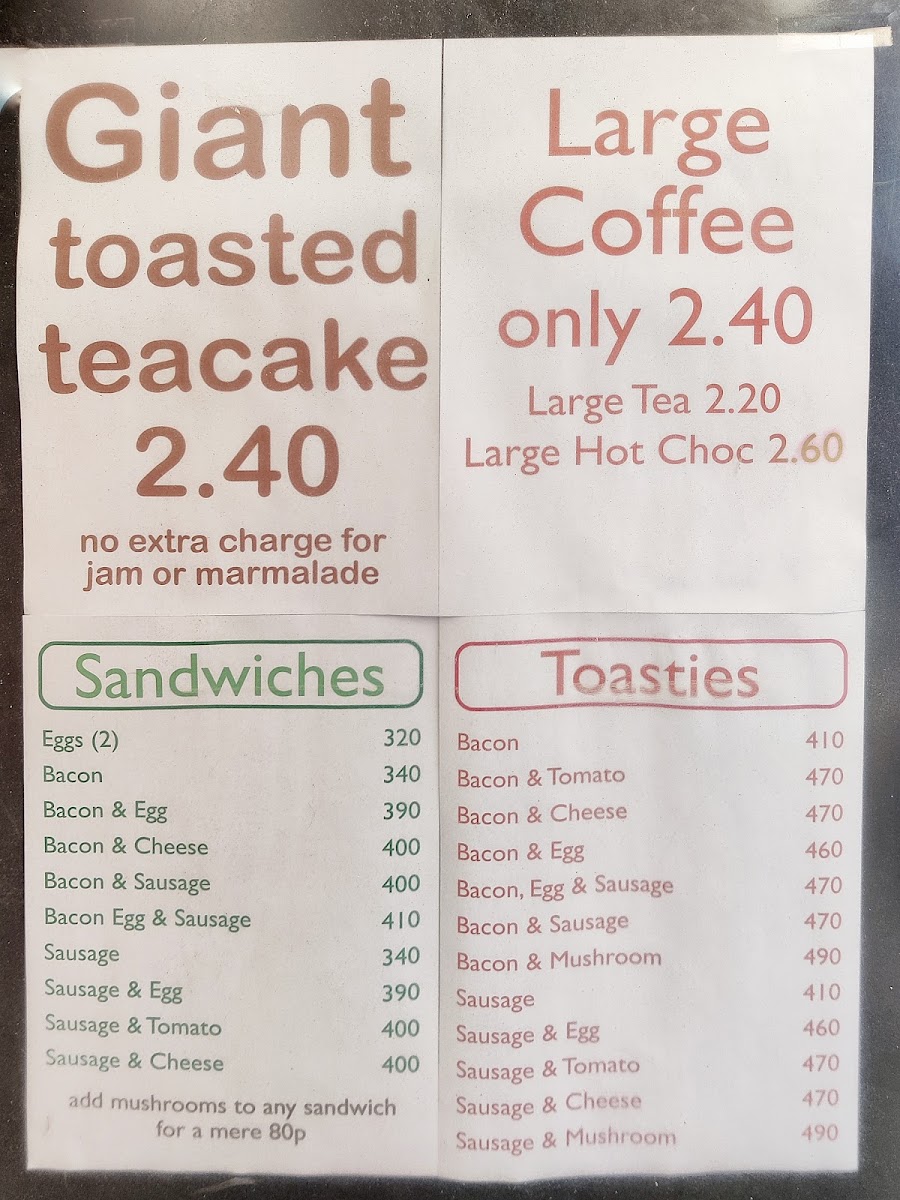 Giant
toasted
teacake
2.40
no extra charge for
jam or marmalade
Large
Coffee
only 2.40
Large Tea 2.20
Large Hot Choc 2.60
Sandwiches
Eggs (2) 320
Bacon 340
Bacon & Egg 390
Bacon & Cheese 400
Bacon & Sausage 400
Bacon Egg & Sausage 410
Sausage 340
Sausage & Egg 390
Sausage & Tomato 400
Sausage & Cheese 400
add mushrooms to any sandwich
for a mere 80p
Toasties
Bacon 410
Bacon & Tomato 470
Bacon & Cheese 470
Bacon & Egg 460
Bacon, Egg & Sausage 470
Bacon & Sausage 470
Bacon & Mushroom 490
Sausage 410
Sausage & Egg 460
Sausage & Tomato 470
Sausage & Cheese 470
Sausage & Mushroom 490